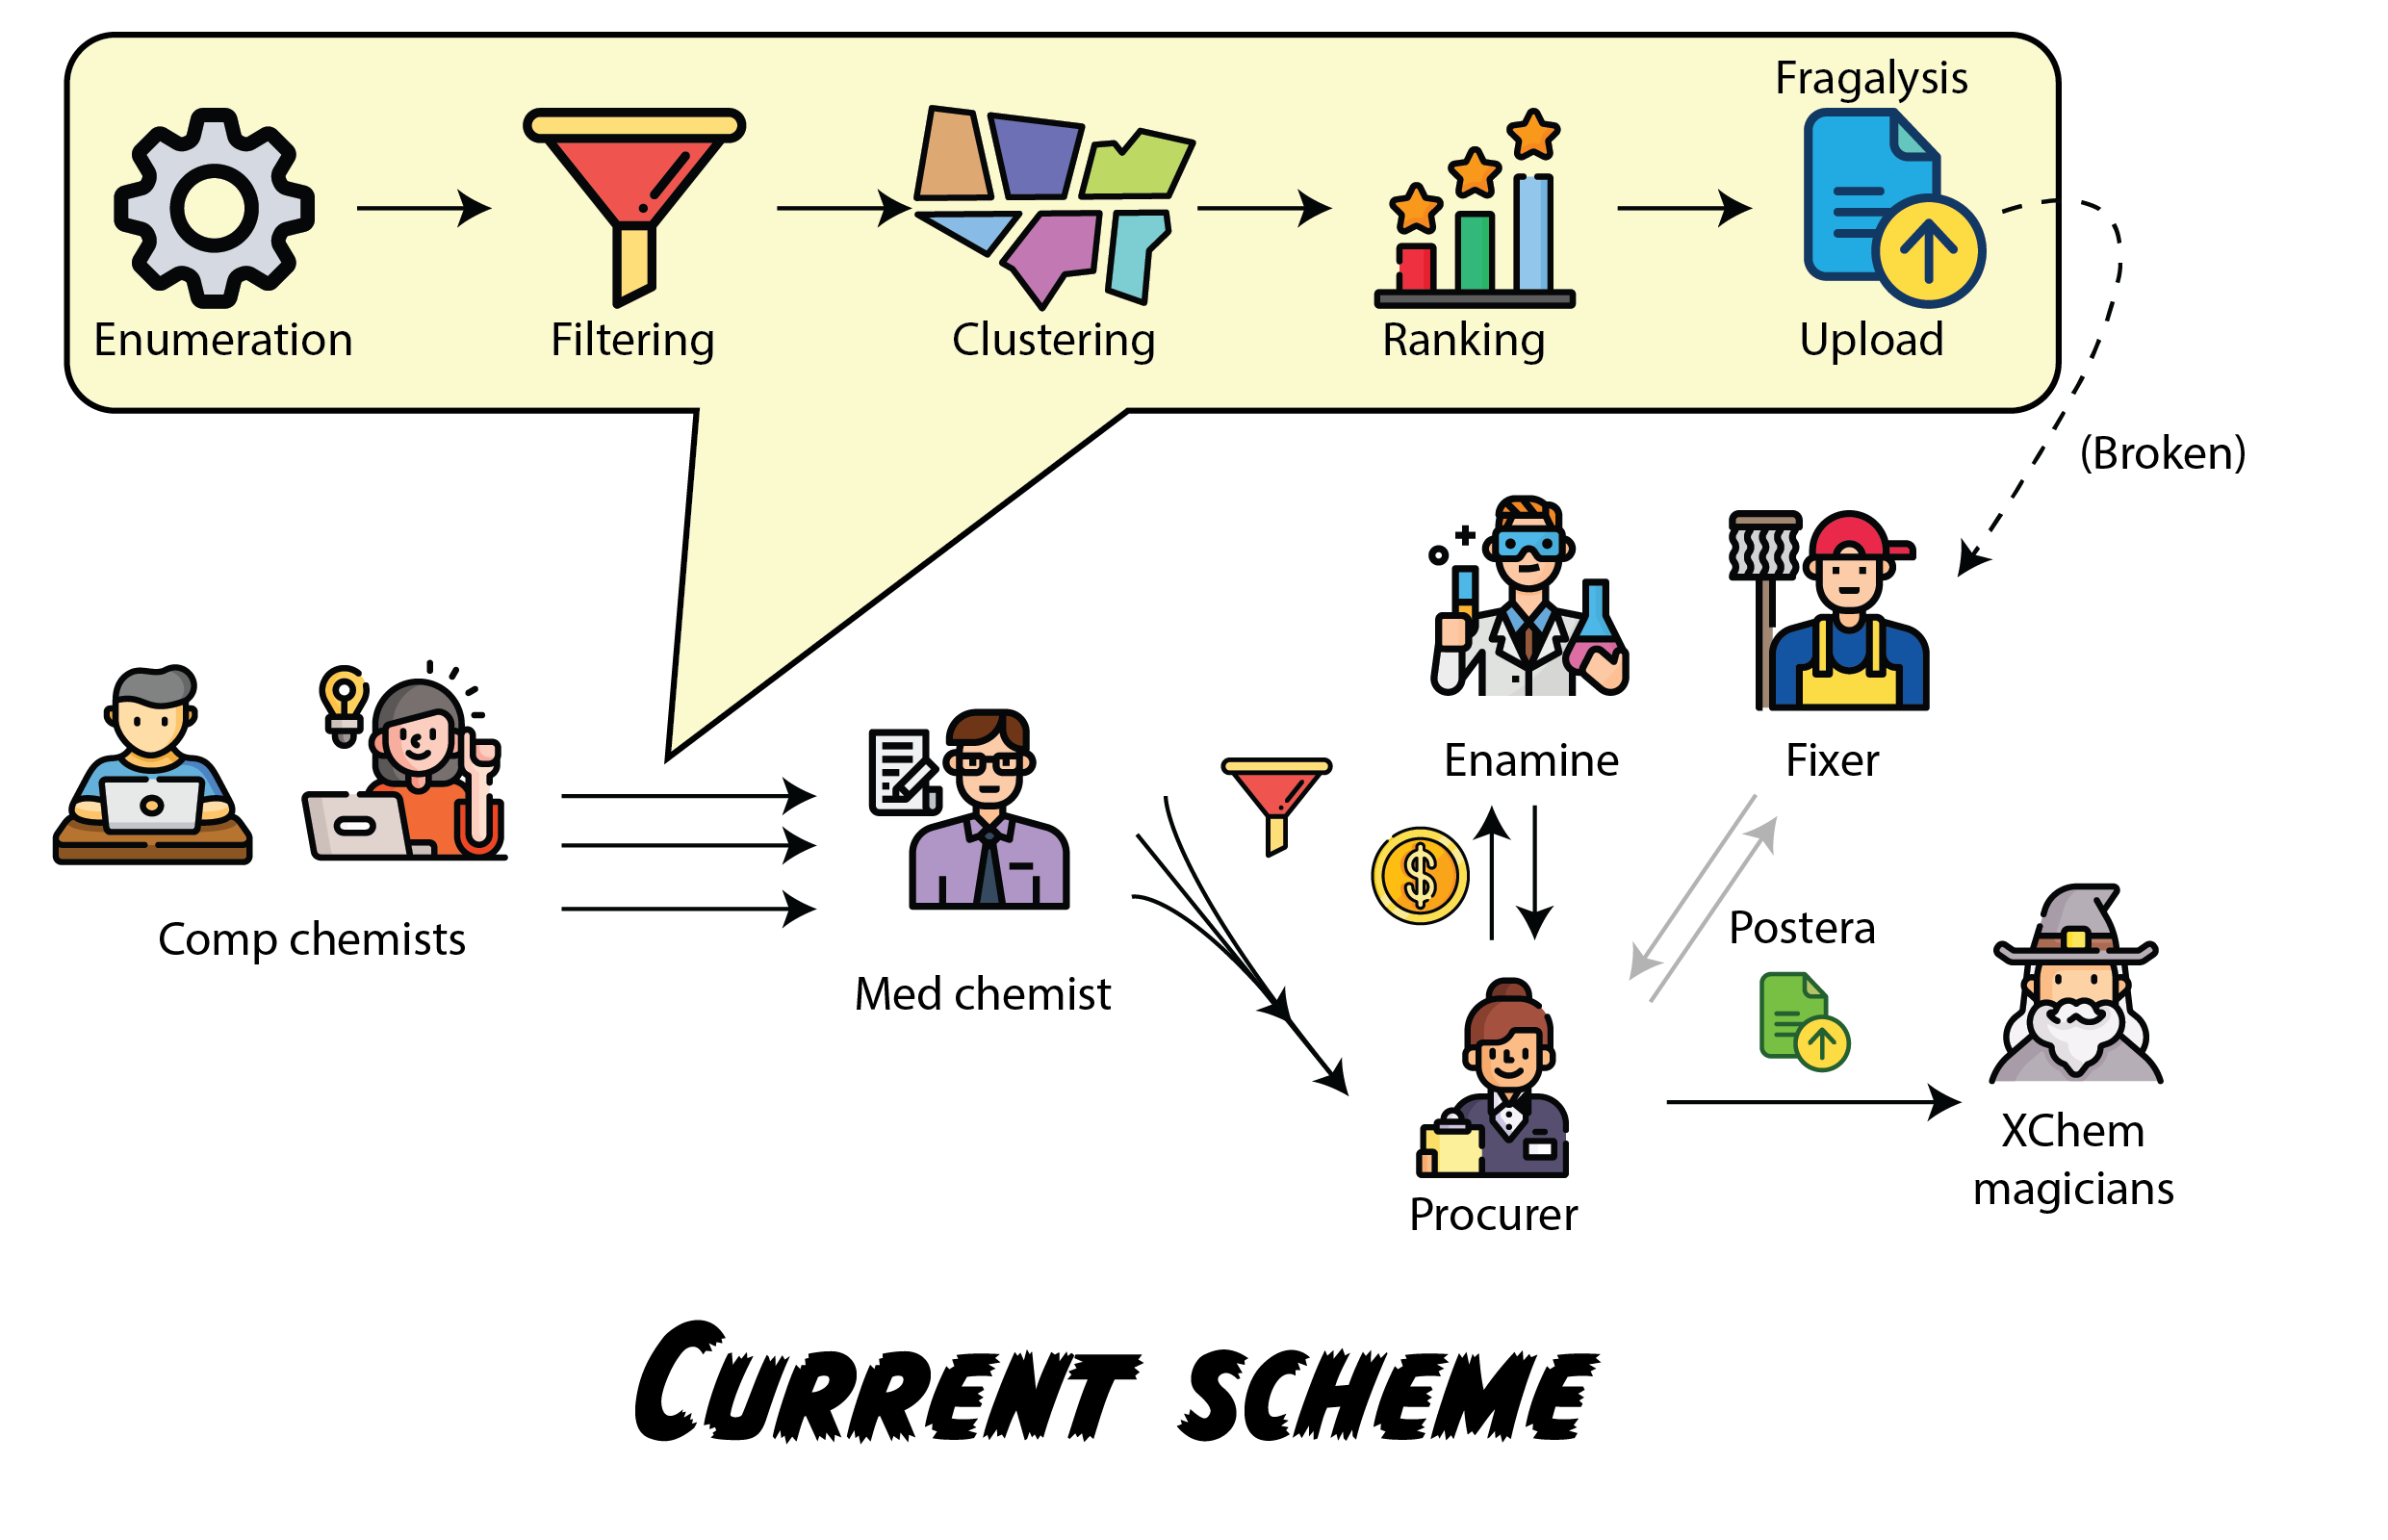 Fragalysis
Enumeration
Filtering
Clustering
Ranking
Upload
(Broken)
Enamine
Fixer
Comp chemists
Med chemist
$
Postera
Procurer
XChem
magicians
CURRENT SCHEME